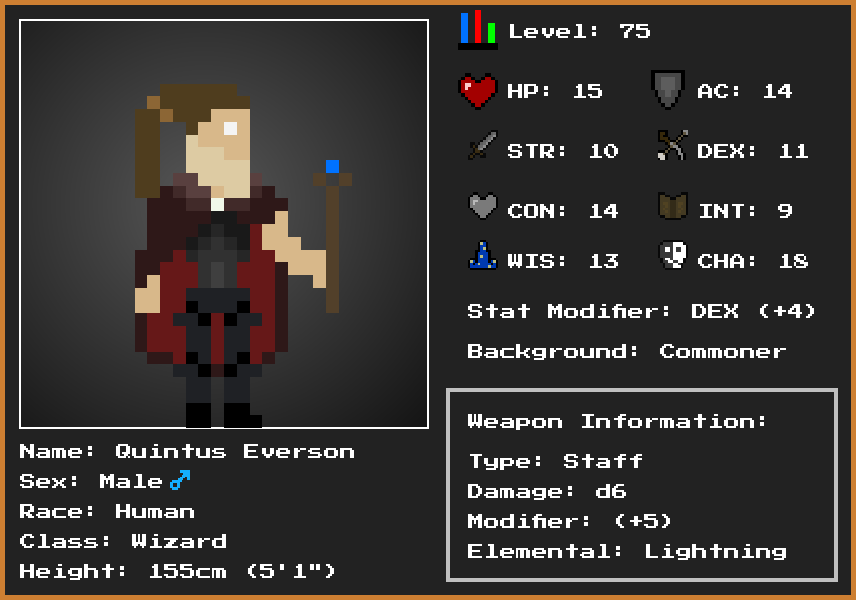 Level: 75
HP: 15 AC: 14
STR: 10 DEX: 11
CON: 14 INT: 9
WIS: 13 CHA: 18
Stat Modifier: DEX (+4)
Background: Commoner
Weapon Information:
Type: Staff
Damage: d6
Modifier: (+5)
Elemental: Lightning
Name: Quintus Everson
Sex: Male♂
Race: Human
Class: Wizard
Height: 155cm (5'1")